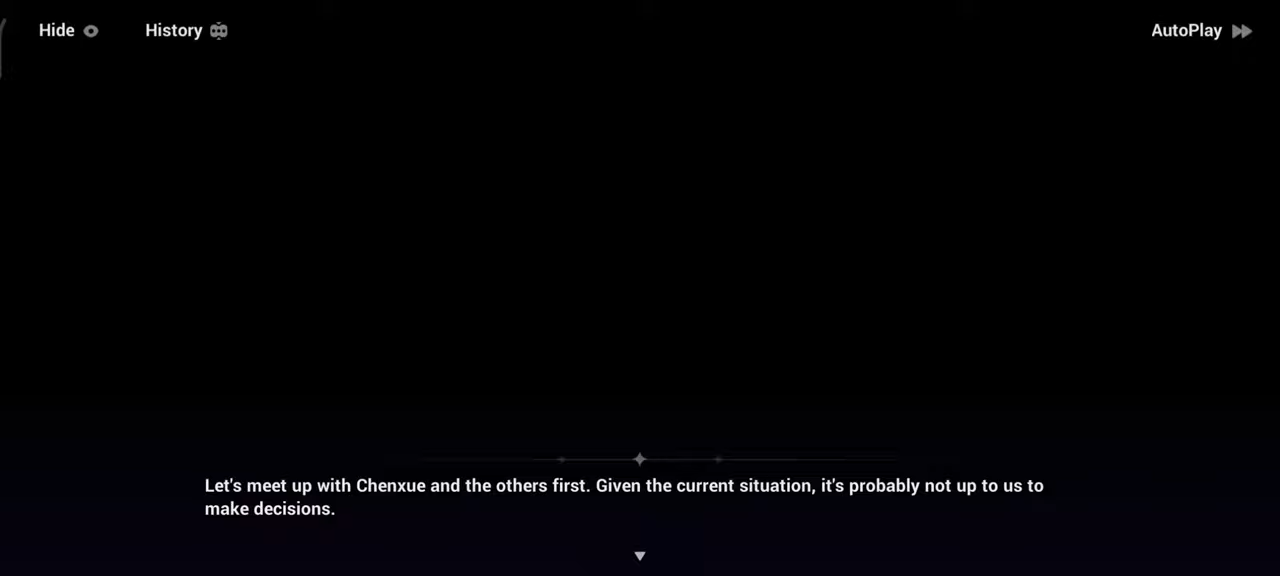 Hide
History
AutoPlay
Let's meet up with Chenxue and the others first. Given the current situation, it's probably not up to us to
make decisions.